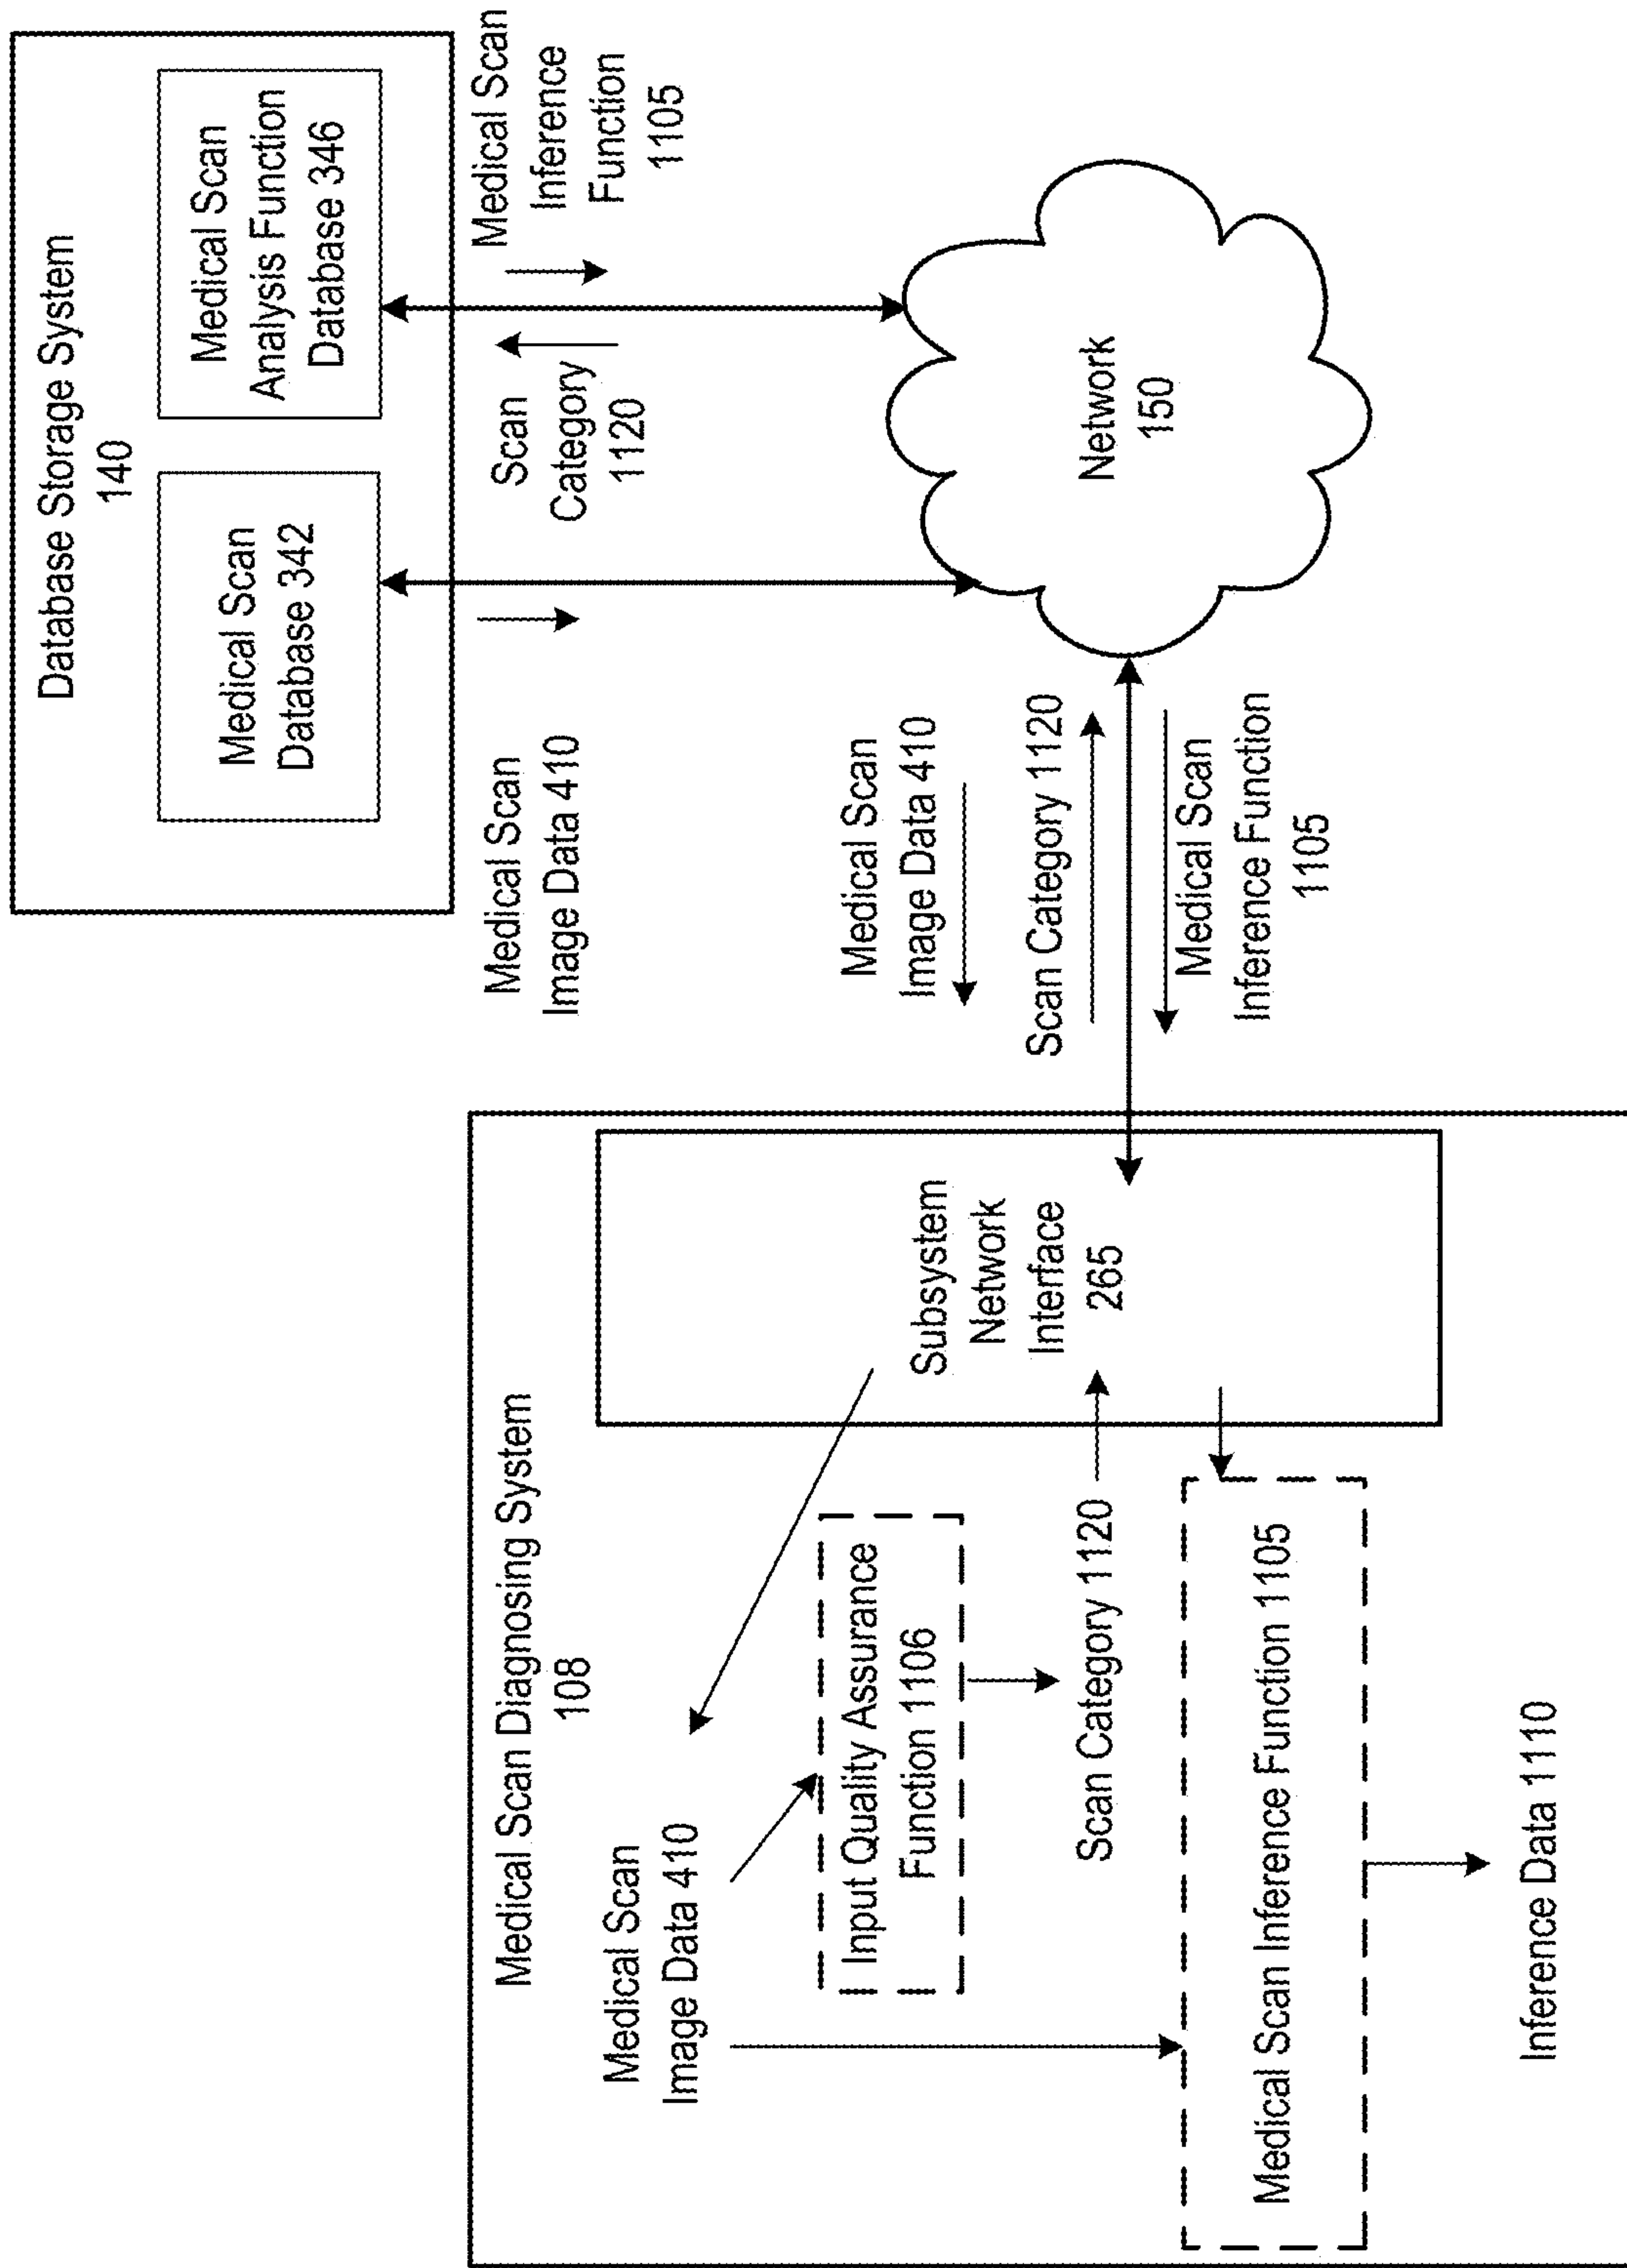 Medical Scan Diagnosing System
108
Medical Scan
Image Data 410
Input Quality Assurance
Function 1106
Scan Category 1120
Medical Scan Inference Function 1105
Inference Data 1110
Subsystem
Network
Interface
265
Database Storage System
140
Medical Scan
Database 342
Medical Scan
Analysis Function
Database 346
Medical Scan
Image Data 410
Scan
Category
1120
Medical Scan
Inference
Function
1105
Medical Scan
Image Data 410
Scan Category 1120
Medical Scan
Inference Function
1105
Network
150